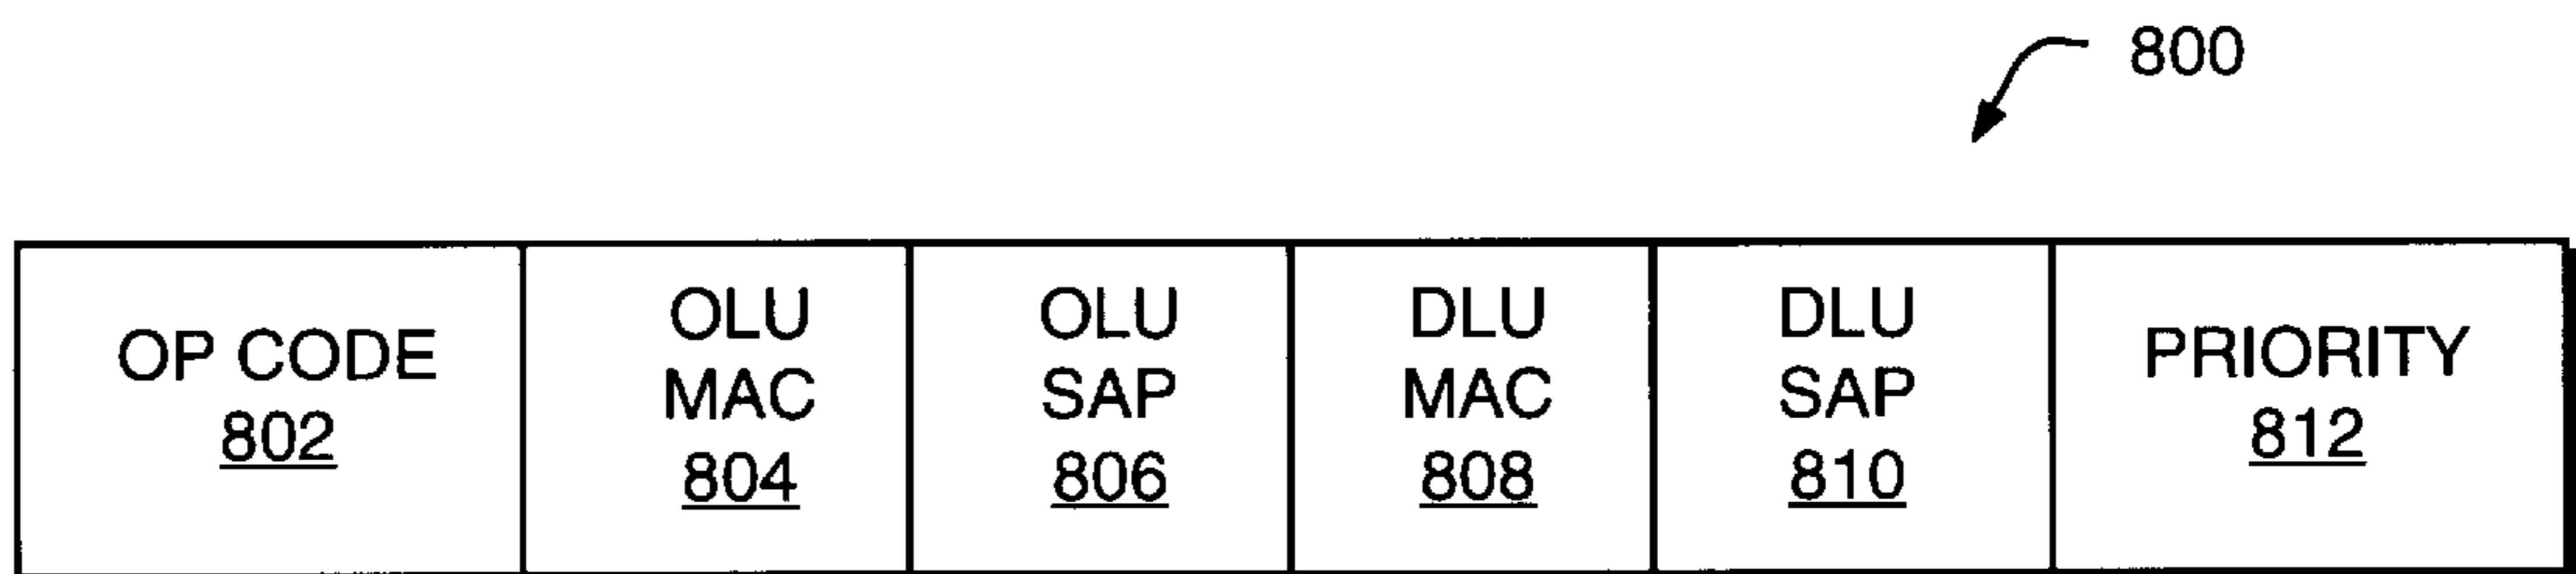 800
OP CODE
802
OLU
MAC
804
OLU
SAP
806
DLU
MAC
808
DLU
SAP
810
PRIORITY
812